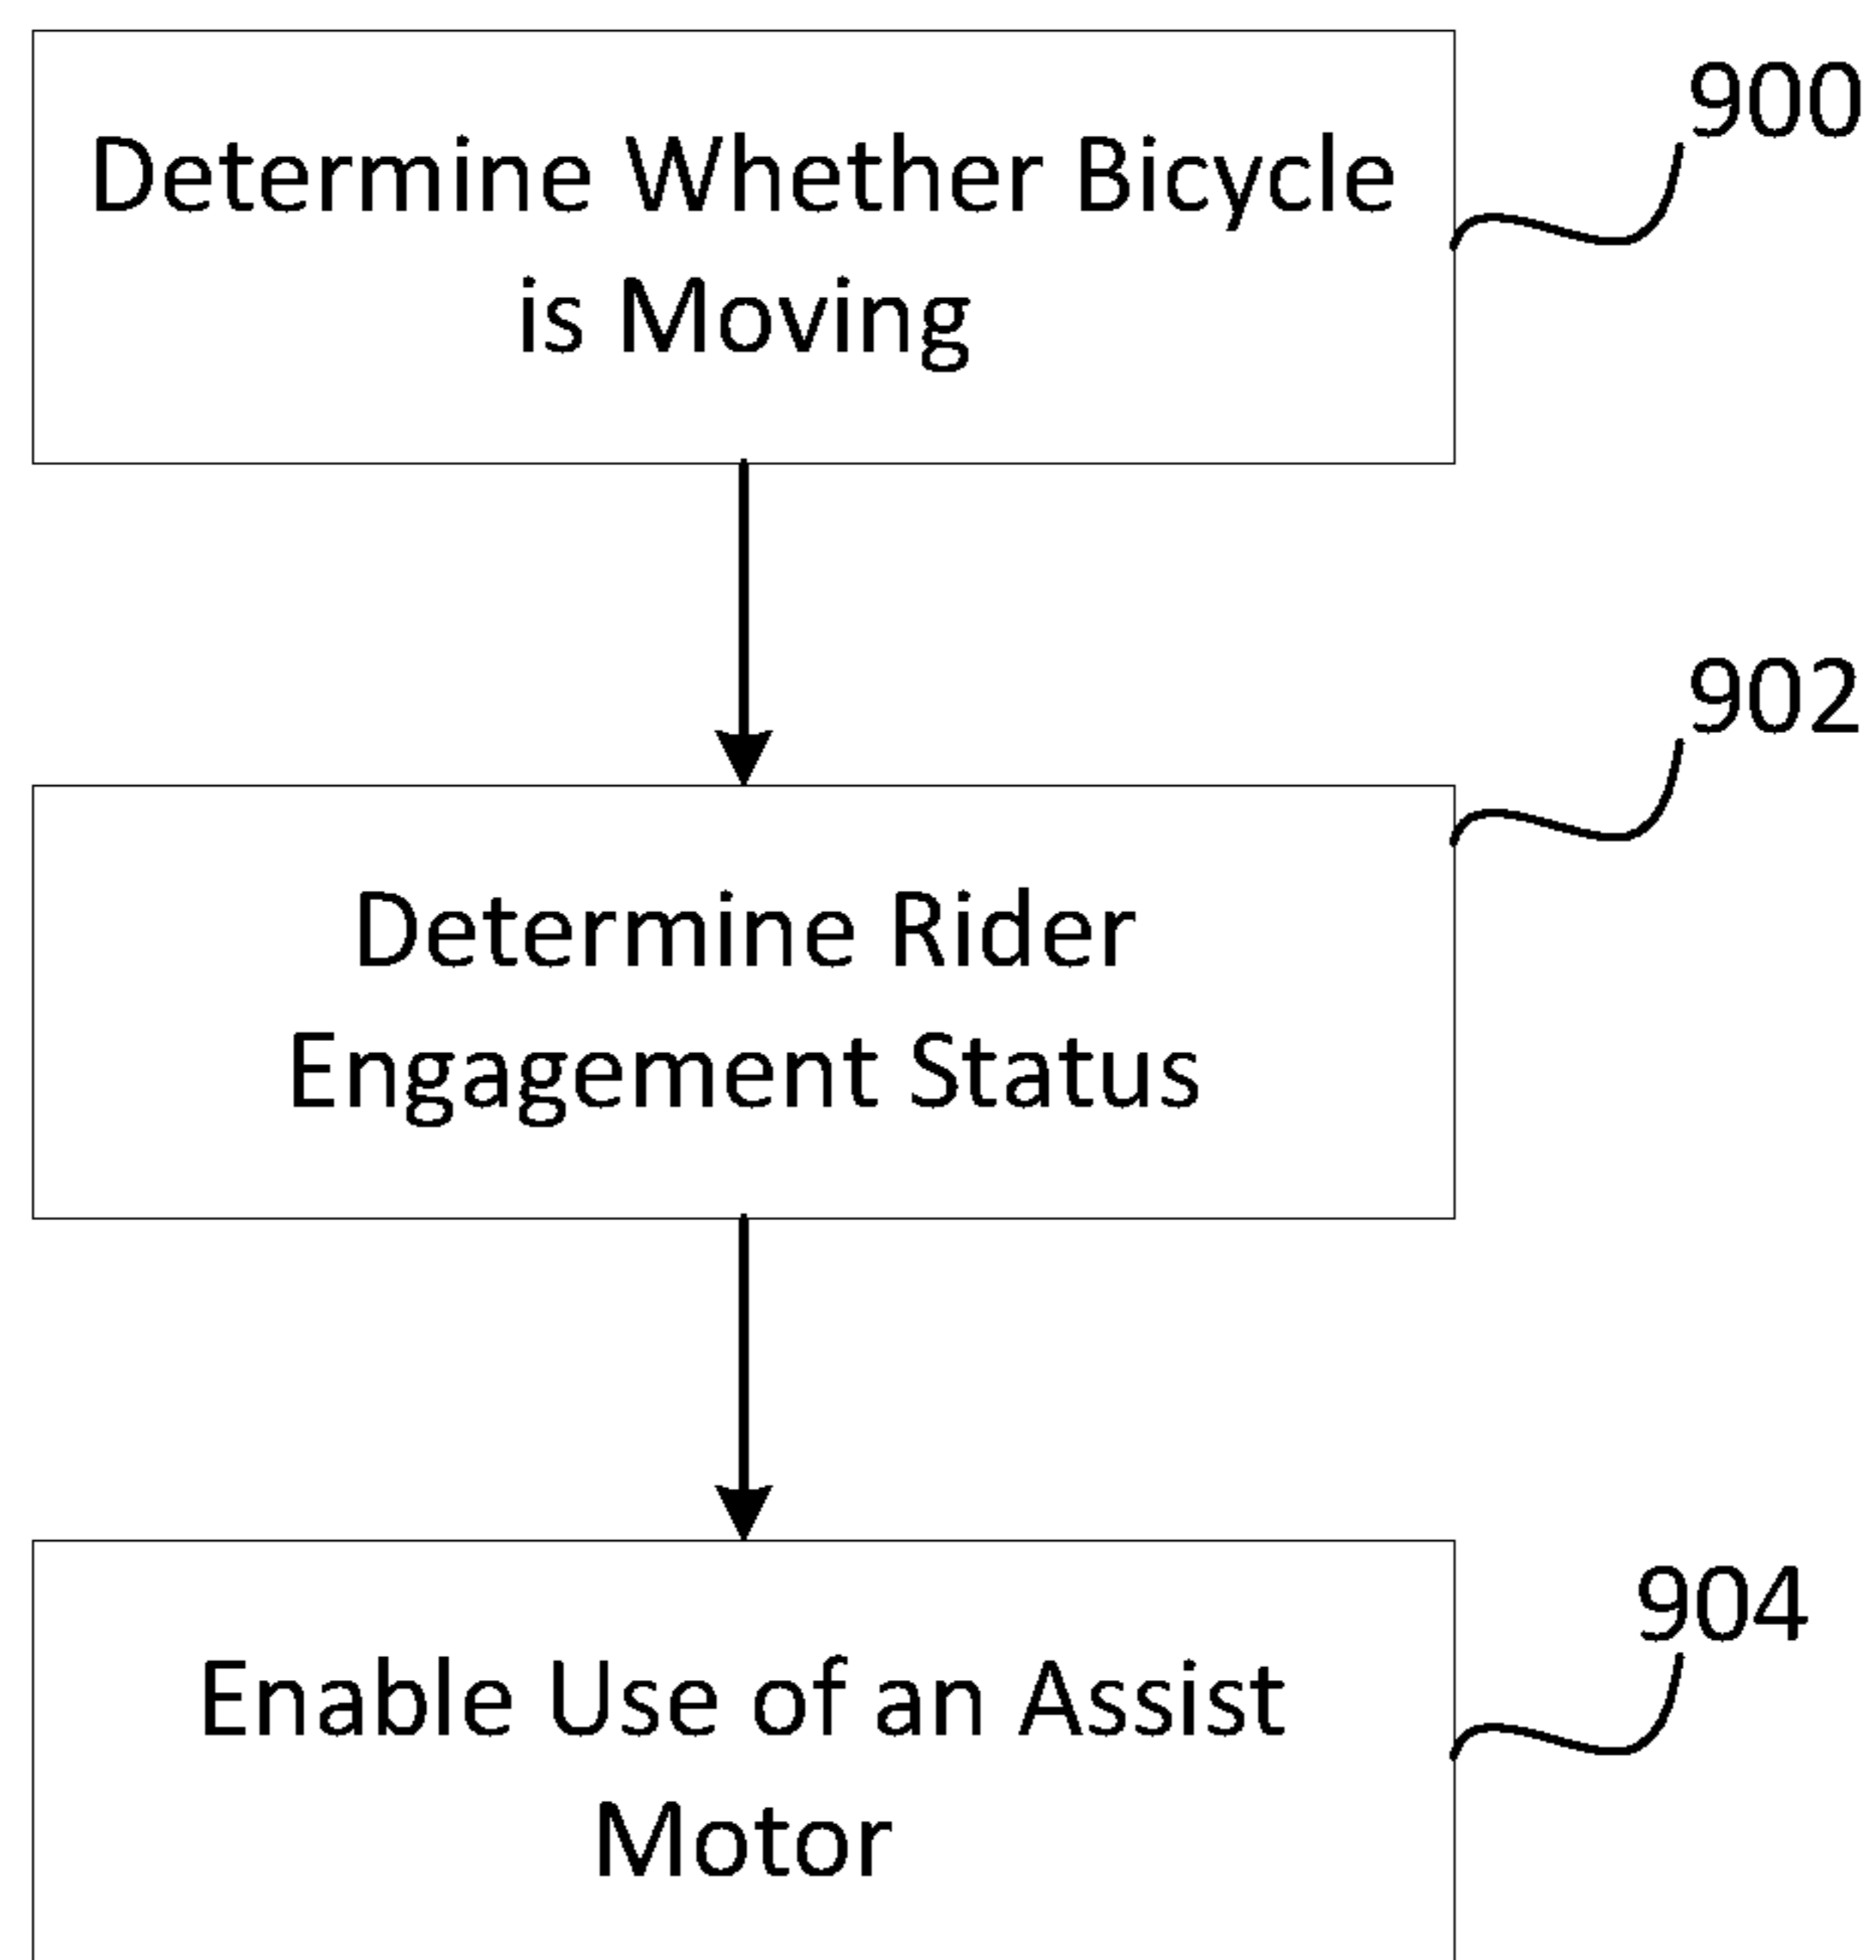 Determine Whether Bicycle
is Moving
900
Determine Rider
Engagement Status
902
Enable Use of an Assist
Motor
904